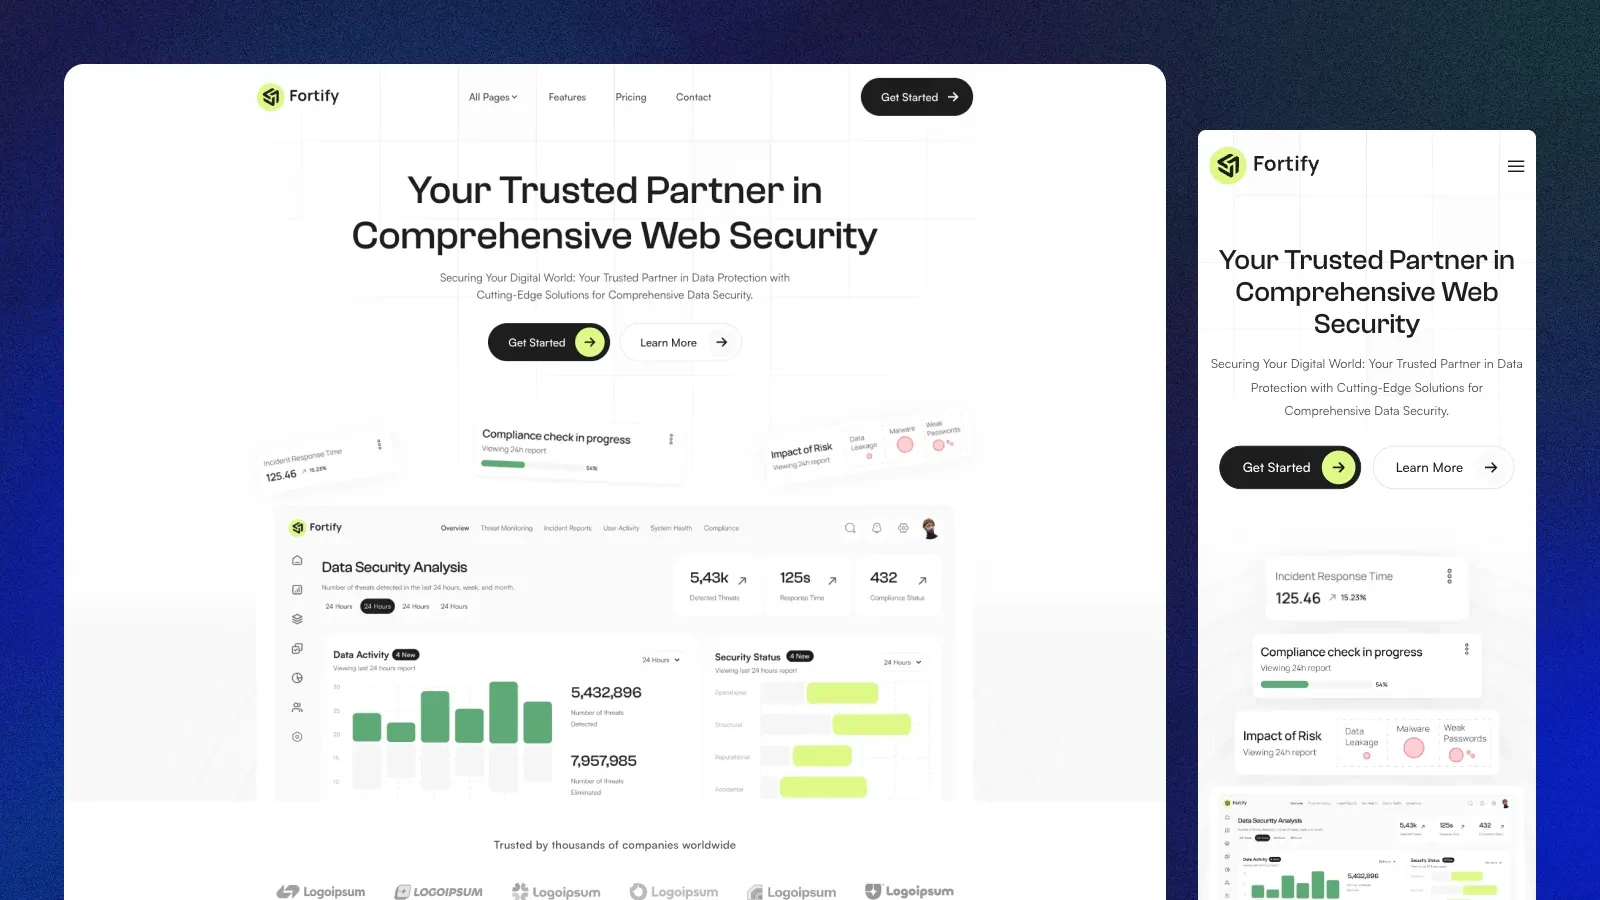 Fortify
All Pages
Features
Pricing
Contact
Get Started
Your Trusted Partner in
Comprehensive Web Security
Securing Your Digital World: Your Trusted Partner in Data Protection with
Cutting-Edge Solutions for Comprehensive Data Security.
Get Started
Learn More
Incident Response Time
125.46
15.23%
Compliance check in progress
Viewing 24h report
54%
Impact of Risk
Viewing 24h report
Data
Leakage
Malware
Weak
Passwords
Fortify
Overview
Threat Monitoring
Incident Reports
User Activity
System Health
Compliance
Data Security Analysis
Number of threats detected in the last 24 hours, week, and month.
24 Hours
24 Hours
24 Hours
24 Hours
5,43k
Detected Threats
125s
Response Time
432
Compliance Status
Data Activity
4 New
Viewing last 24 hours report
24 Hours
30
25
20
15
10
5,432,896
Number of threats
Detected
7,957,985
Number of threats
Eliminated
Security Status
4 New
Viewing last 24 hours report
24 Hours
Operational
Structural
Reputational
Accidental
Trusted by thousands of companies worldwide
Logoipsum
LOGOIPSUM
Logoipsum
Logoipsum
Logoipsum
Logoipsum
Fortify
Your Trusted Partner in
Comprehensive Web
Security
Securing Your Digital World: Your Trusted Partner in Data
Protection with Cutting-Edge Solutions for
Comprehensive Data Security.
Get Started
Learn More
Incident Response Time
125.46
15.23%
Compliance check in progress
Viewing 24h report
54%
Impact of Risk
Viewing 24h report
Data
Leakage
Malware
Weak
Passwords
Fortify
Data Security Analysis
5,43k
125s
432
Data Activity
5,432,896
Security Status